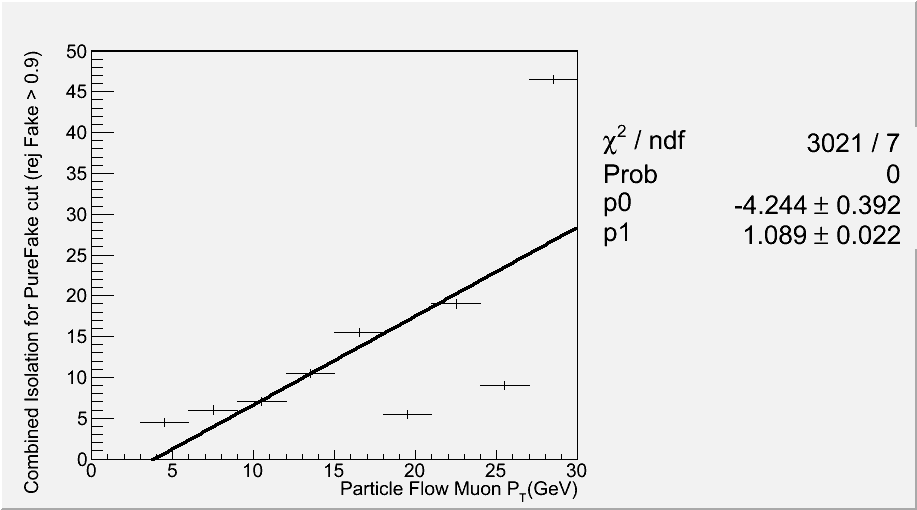 Combined Isolation for PureFake cut (rej Fake > 0.9)
50
45
40
35
30
25
20
15
10
5
0
0 5 10 15 20 25 30
Particle Flow Muon PT(GeV)
χ2 / ndf 3021 / 7
Prob 0
p0 -4.244 ± 0.392
p1 1.089 ± 0.022